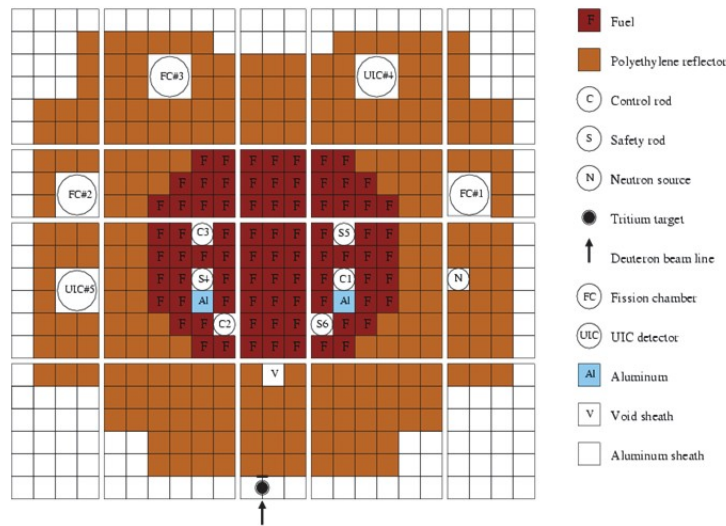 FC#3 UIC#4
F F F F F F F
F F F F F F F F F
FC#2 FC#1
F F F F F F F F F F F
F F C3 F F F F F S5 F F
F F F F F F F F F F F
F F S4 F F F F F C1 F F N
UIC#5
F F Al F F F F F Al F F
F F C2 F F F S6 F F
F F F F F F F
V
F Fuel
Polyethylene reflector
C Control rod
S Safety rod
N Neutron source
Tritium target
Deuteron beam line
FC Fission chamber
UIC UIC detector
Al Aluminum
V Void sheath
Aluminum sheath